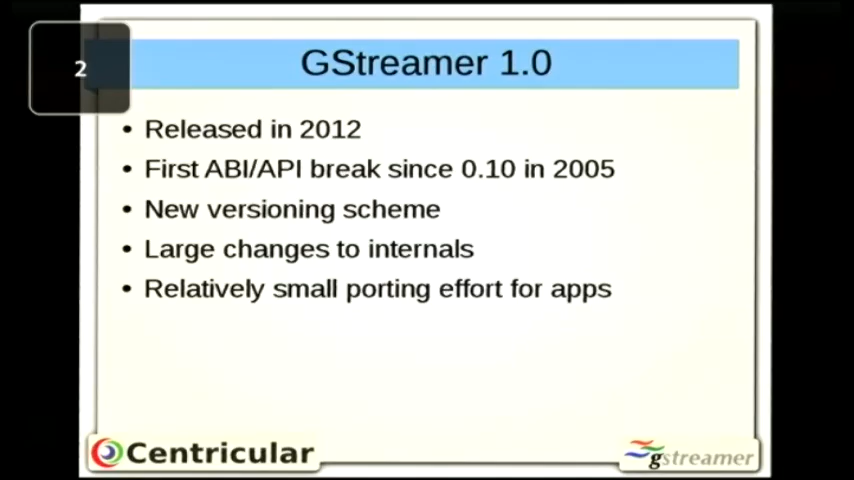 2
GStreamer 1.0
• Released in 2012
• First ABI/API break since 0.10 in 2005
• New versioning scheme
• Large changes to internals
• Relatively small porting effort for apps
Centricular
gstreamer